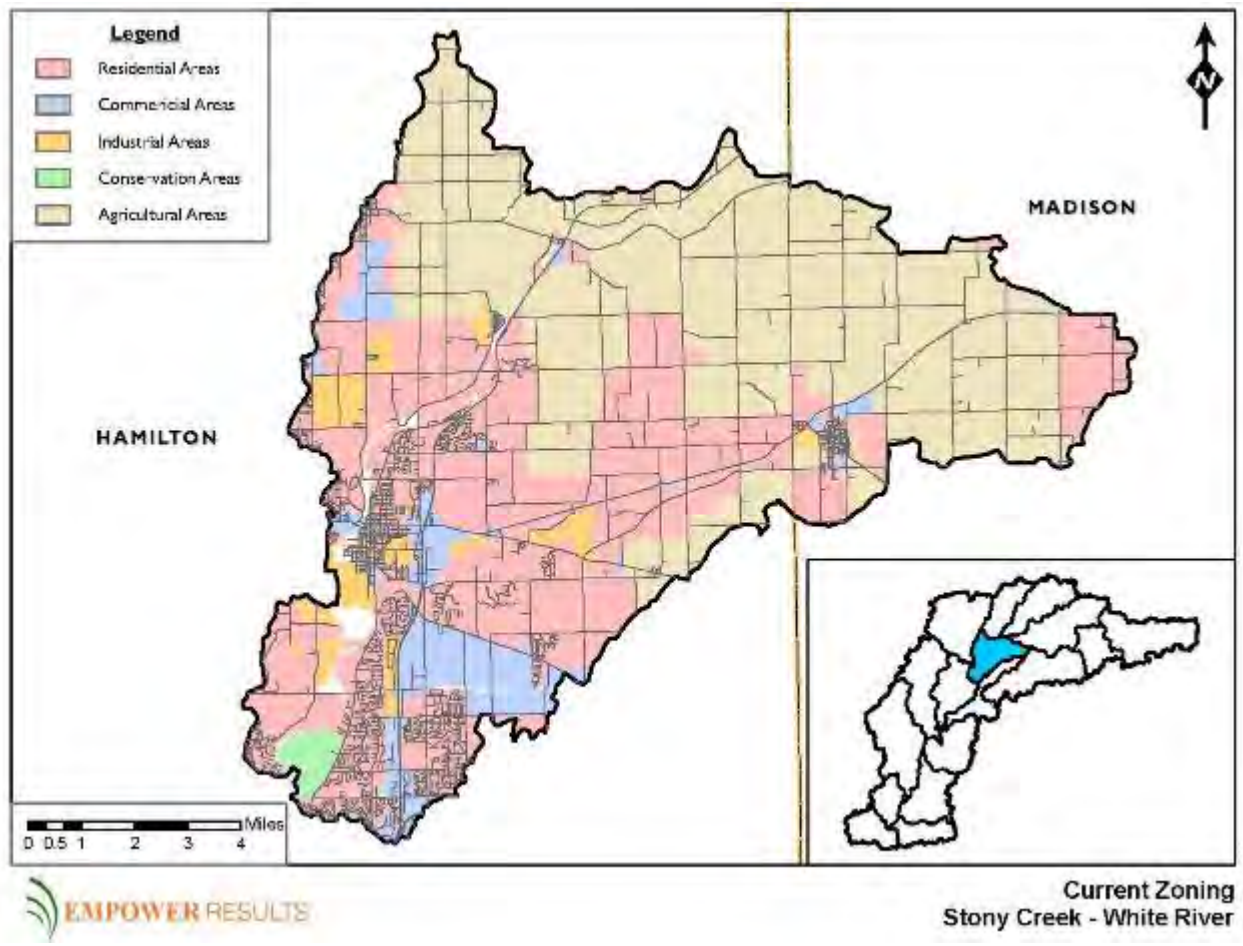 Legend
Residential Areas
Commericial Areas
Industrial Areas
Conservation Areas
Agricultural Areas
N
MADISON
HAMILTON
Miles
0 0.5 1 2 3 4
EMPOWER RESULTS
Current Zoning
Stony Creek - White River